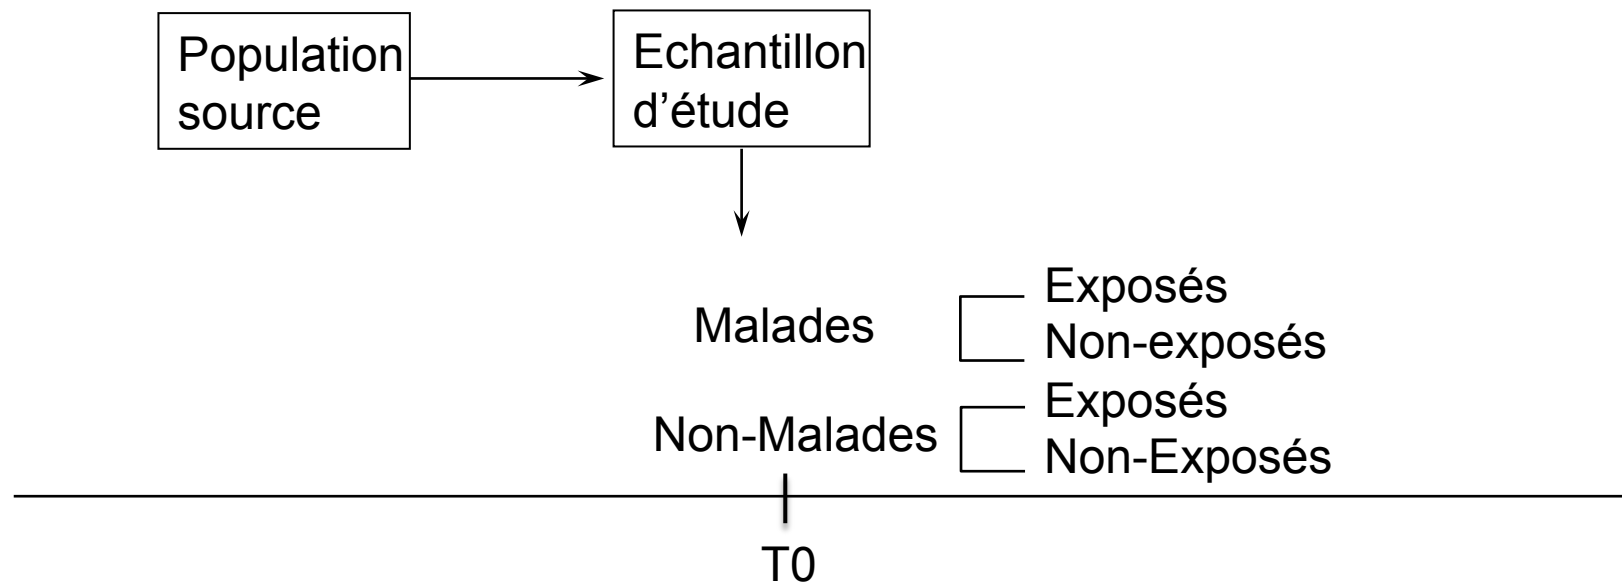 Population
source
Echantillon
d’étude
Malades
Exposés
Non-exposés
Non-Malades
Exposés
Non-Exposés
T0